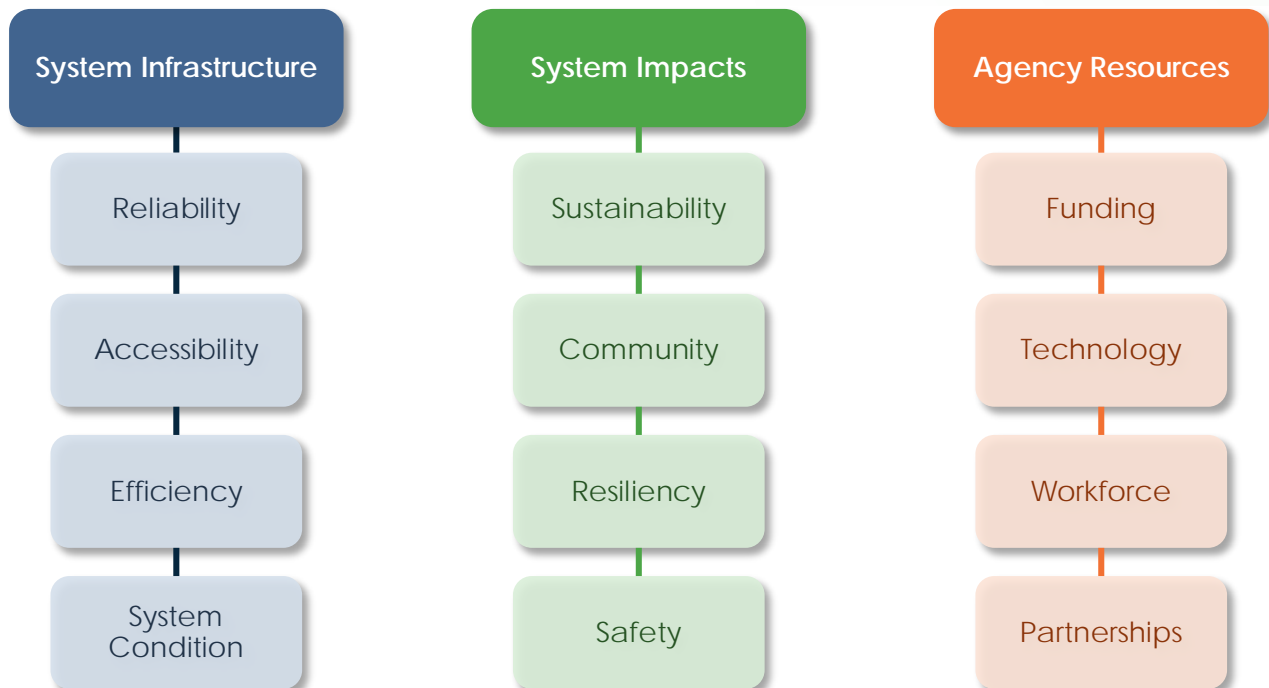 System Infrastructure
Reliability
Accessibility
Efficiency
System
Condition
System Impacts
Sustainability
Community
Resiliency
Safety
Agency Resources
Funding
Technology
Workforce
Partnerships